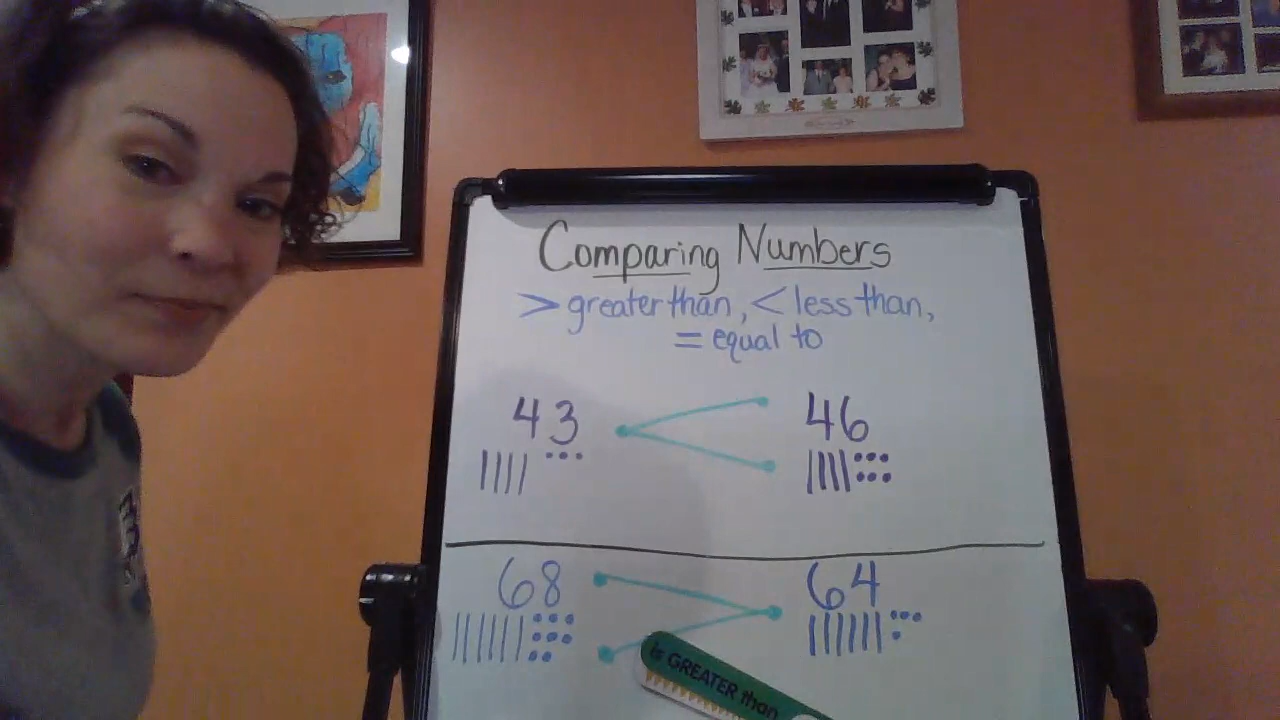 Comparing Numbers
> greater than, < less than,
= equal to
43 < 46
68 > 64
is GREATER than